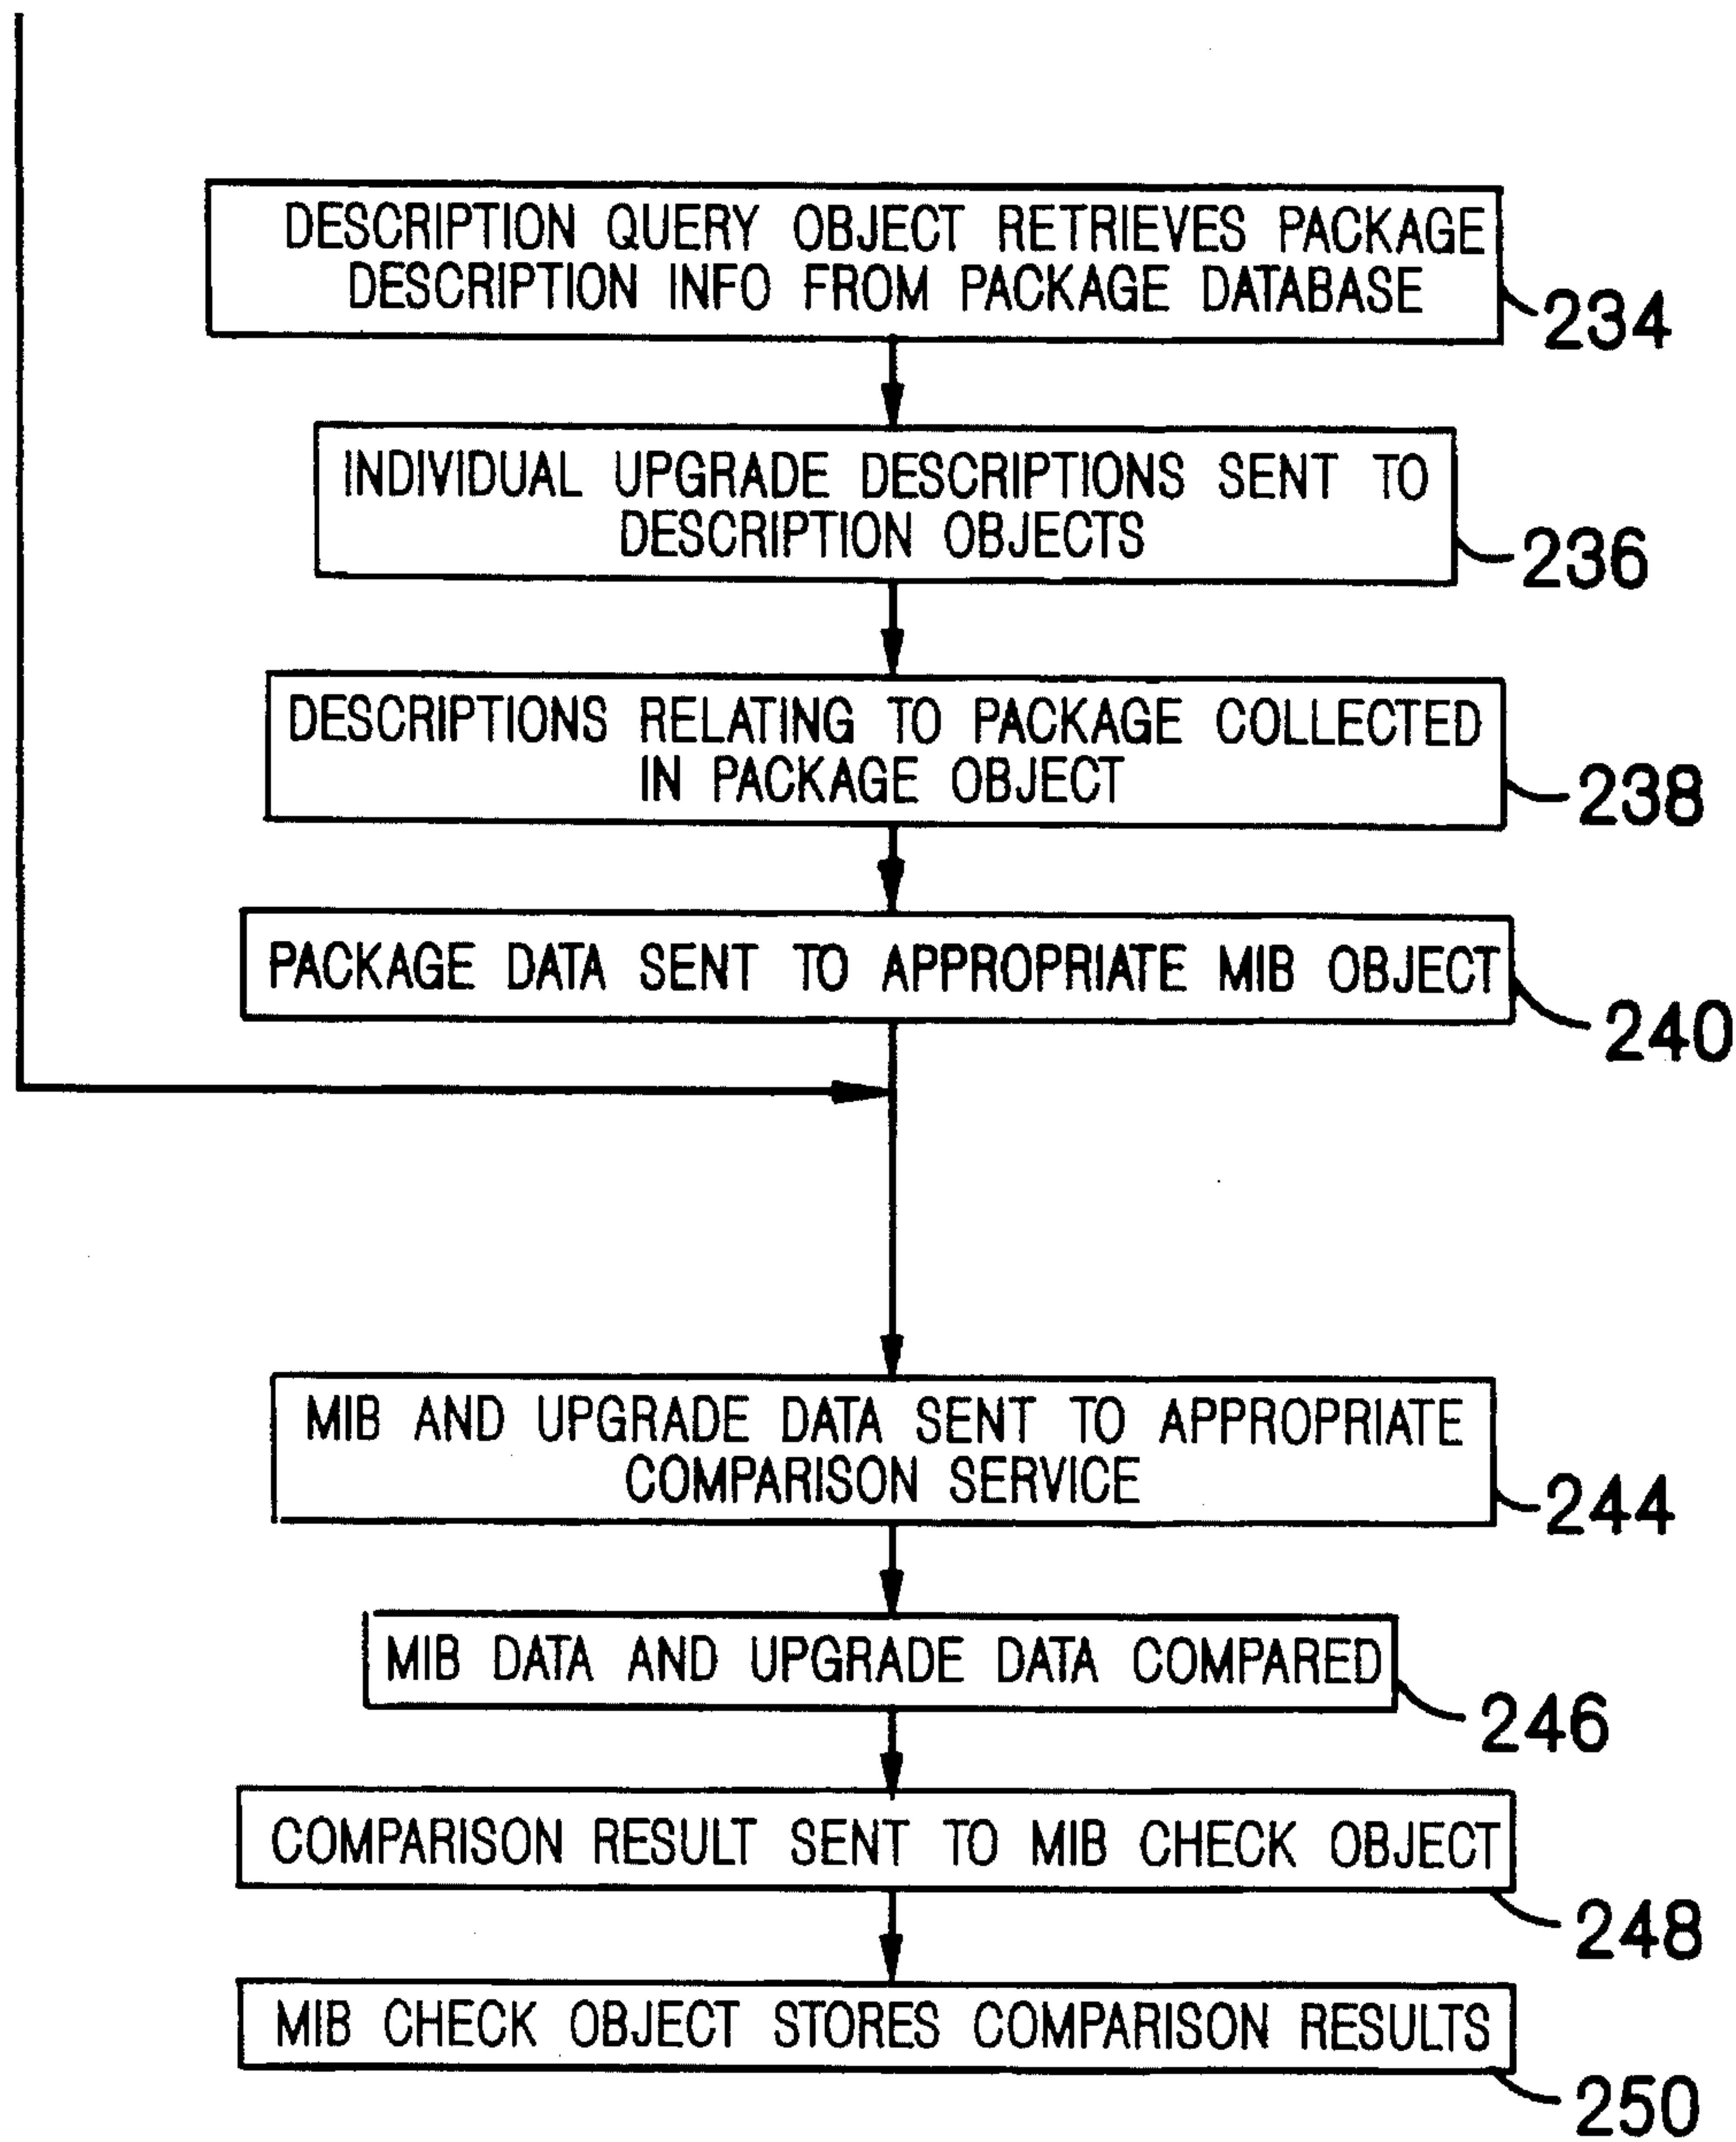 DESCRIPTION QUERY OBJECT RETRIEVES PACKAGE
DESCRIPTION INFO FROM PACKAGE DATABASE
234
INDIVIDUAL UPGRADE DESCRIPTIONS SENT TO
DESCRIPTION OBJECTS
236
DESCRIPTIONS RELATING TO PACKAGE COLLECTED
IN PACKAGE OBJECT
238
PACKAGE DATA SENT TO APPROPRIATE MIB OBJECT
240
MIB AND UPGRADE DATA SENT TO APPROPRIATE
COMPARISON SERVICE
244
MIB DATA AND UPGRADE DATA COMPARED
246
COMPARISON RESULT SENT TO MIB CHECK OBJECT
248
MIB CHECK OBJECT STORES COMPARISON RESULTS
250